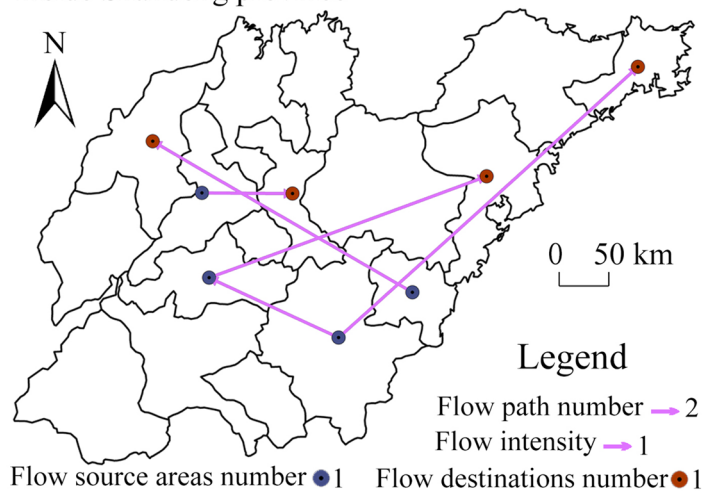 N
0 50 km
Legend
Flow path number 2
Flow intensity 1
Flow source areas number 1 Flow destinations number 1